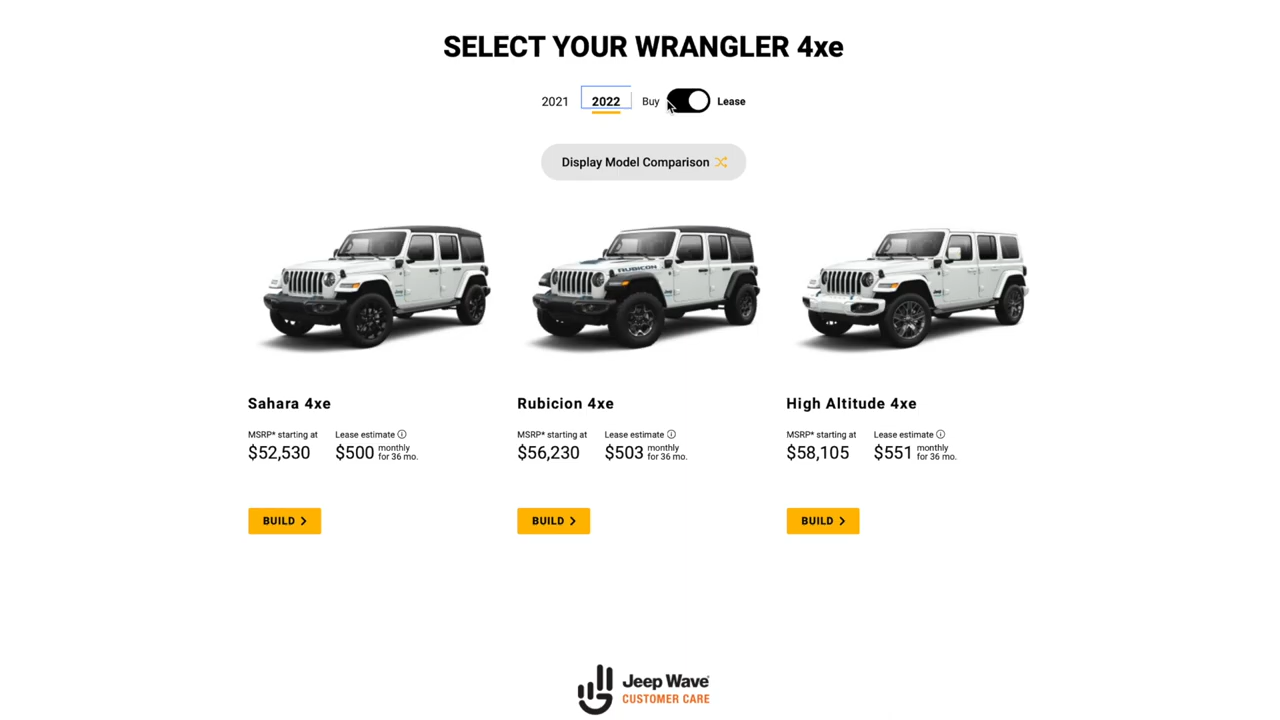 SELECT YOUR WRANGLER 4xe
2021 2022 Buy Lease
Display Model Comparison
RUBICON
Sahara 4xe Rubicion 4xe High Altitude 4xe
MSRP* starting at Lease estimate MSRP* starting at Lease estimate MSRP* starting at Lease estimate
$52,530 $500 monthly for 36 mo. $56,230 $503 monthly for 36 mo. $58,105 $551 monthly for 36 mo.
BUILD BUILD BUILD
Jeep Wave
CUSTOMER CARE